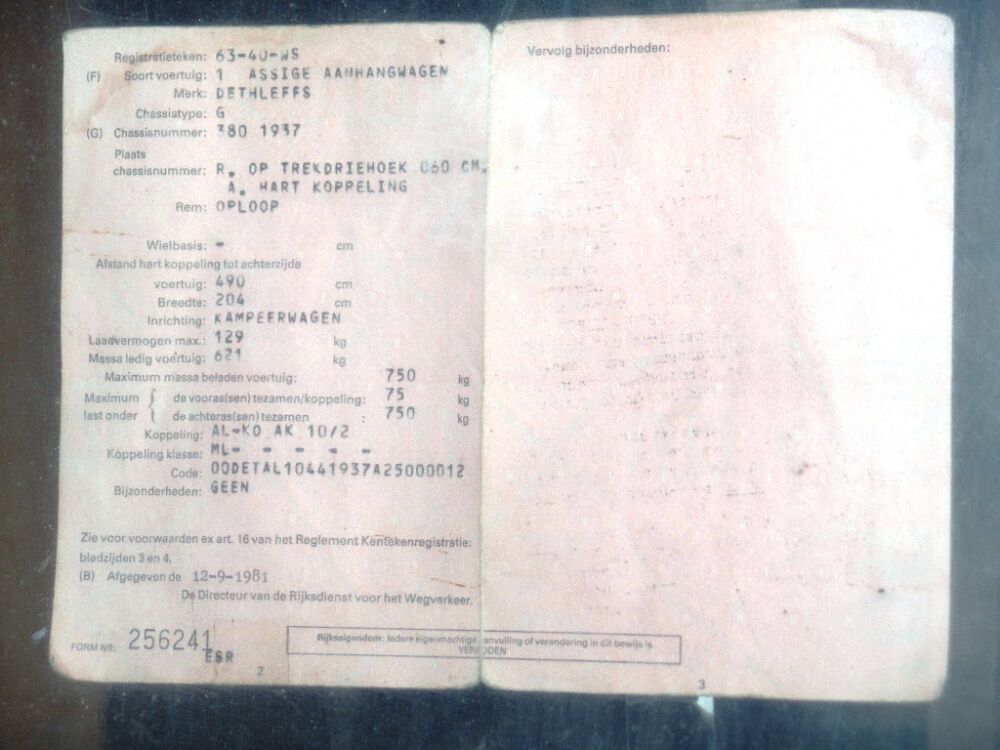 Registratieteken: 63-40-WS
(F) Soort voertuig: 1 ASSIGE AANHANGWAGEN
Merk: DETHLEFFS
Chassistype: G
(G) Chassisnummer: 380 1937
Plaats
chassisnummer: R. OP TREKDRIEHOEK 060 CM.
A. HART KOPPELING
Rem: OPLOOP
Wielbasis: - cm
Afstand hart koppeling tot achterzijde
voertuig: 490 cm
Breedte: 204 cm
Inrichting: KAMPEERWAGEN
Laadvermogen max.: 129 kg
Massa ledig voertuig: 621 kg
Maximum massa beladen voertuig: 750 kg
Maximum { de vooras(sen) tezamen/koppeling: 75 kg
last onder { de achteras(sen) tezamen : 750 kg
Koppeling: AL-KO AK 10/2
Koppeling klasse: ML- - - - -
Code: 00DETAL10441937A25000012
Bijzonderheden: GEEN
Zie voor voorwaarden ex art. 16 van het Reglement Kentekenregistratie:
bladzijden 3 en 4.
(B) Afgegeven de 12-9-1981
De Directeur van de Rijksdienst voor het Wegverkeer.
FORM NR: 256241
ESR
Rijkseigendom: Iedere eigenmachtige aanvulling of verandering in dit bewijs is
VERBODEN
2
Vervolg bijzonderheden:
3